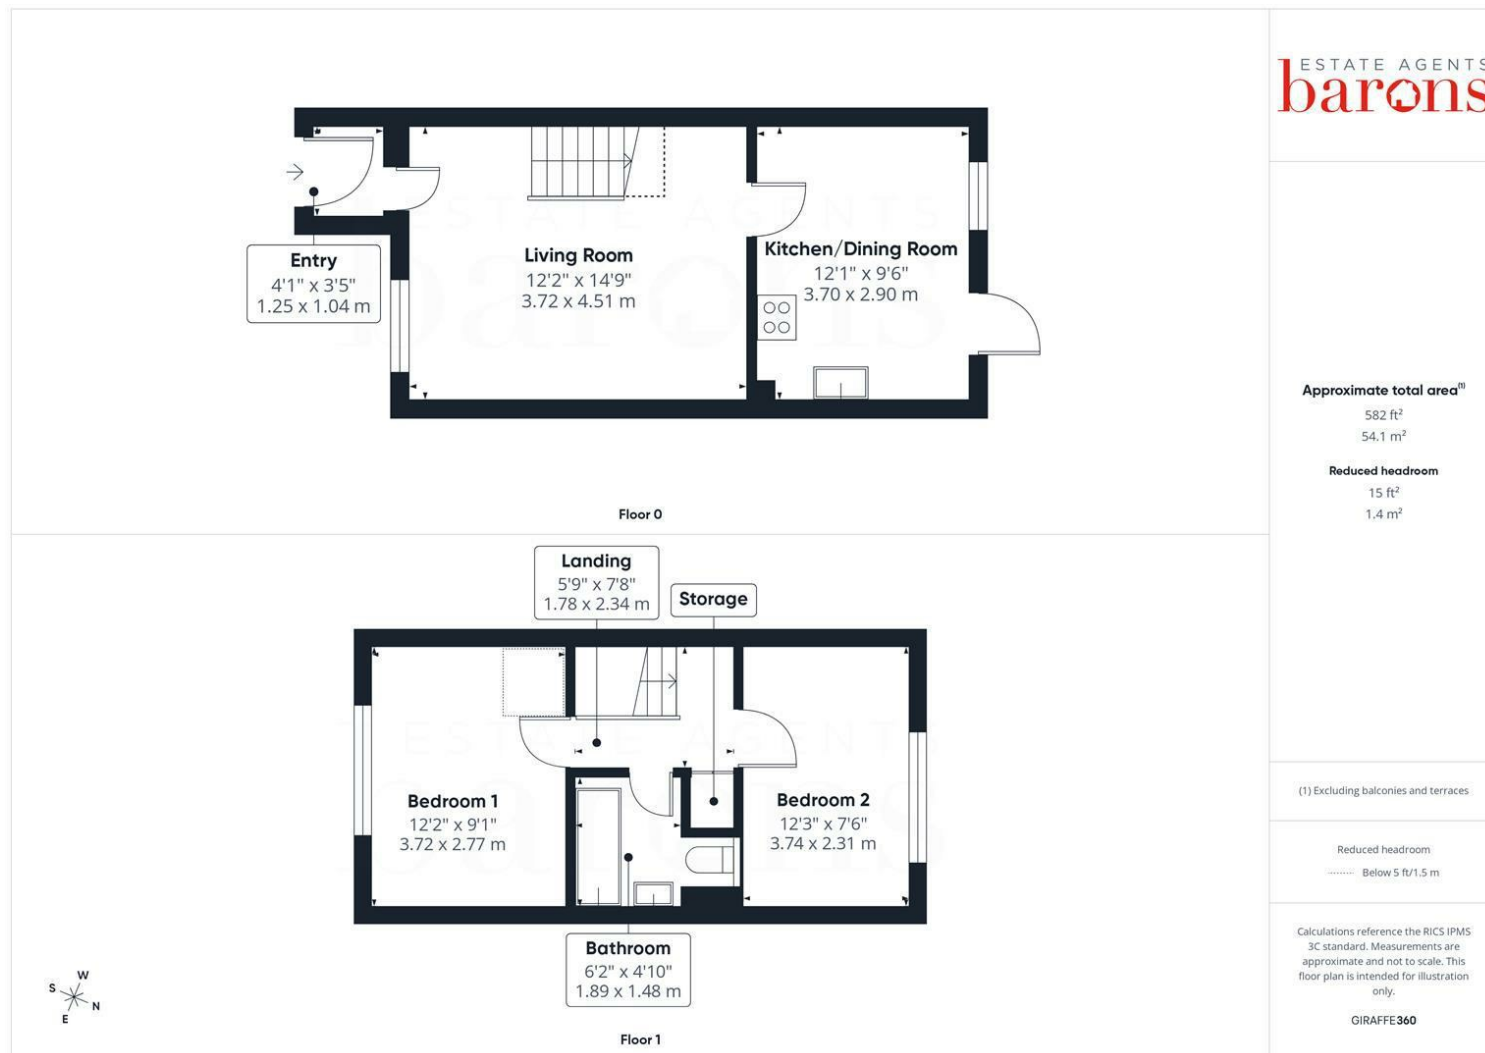 ESTATE AGENTS
barons
Entry
4'1" x 3'5"
1.25 x 1.04 m
Living Room
12'2" x 14'9"
3.72 x 4.51 m
Kitchen/Dining Room
12'1" x 9'6"
3.70 x 2.90 m
ESTATE AGENTS
barons
Floor 0
Approximate total area(1)
582 ft²
54.1 m²
Reduced headroom
15 ft²
1.4 m²
Landing
5'9" x 7'8"
1.78 x 2.34 m
Storage
Bedroom 1
12'2" x 9'1"
3.72 x 2.77 m
Bedroom 2
12'3" x 7'6"
3.74 x 2.31 m
ESTATE AGENTS
barons
Bathroom
6'2" x 4'10"
1.89 x 1.48 m
W
S
N
E
Floor 1
(1) Excluding balconies and terraces
Reduced headroom
Below 5 ft/1.5 m
Calculations reference the RICS IPMS
3C standard. Measurements are
approximate and not to scale. This
floor plan is intended for illustration
only.
GIRAFFE360